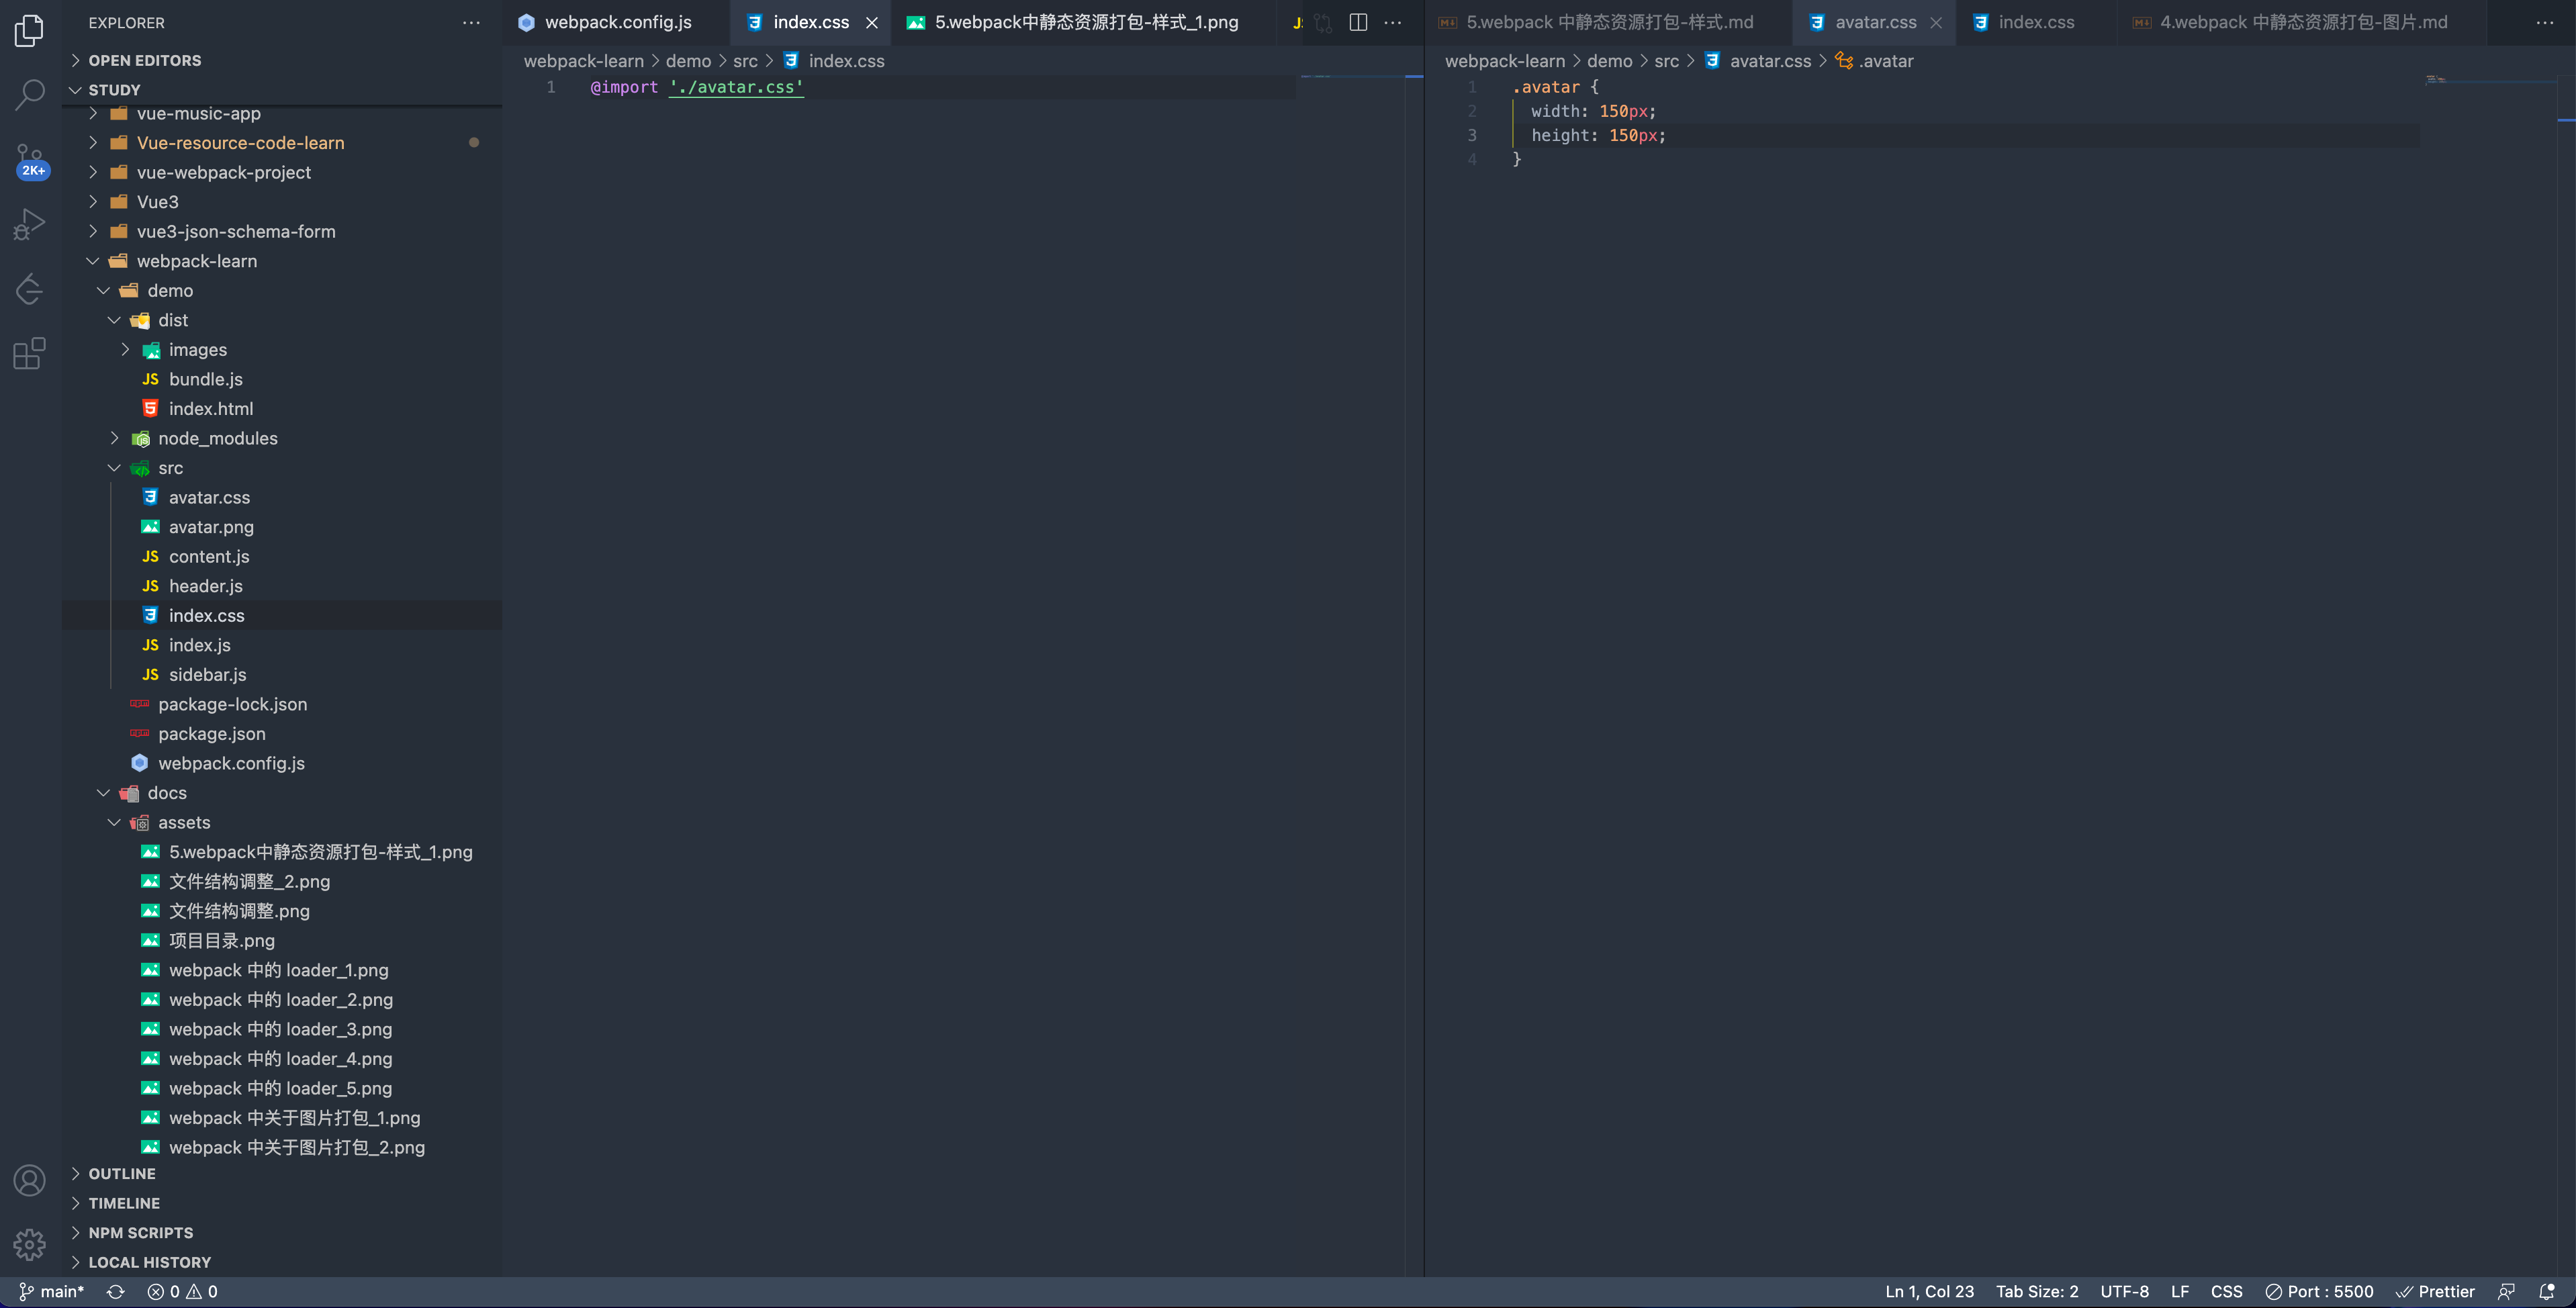 EXPLORER
OPEN EDITORS
STUDY
vue-music-app
Vue-resource-code-learn
vue-webpack-project
Vue3
vue3-json-schema-form
webpack-learn
demo
dist
images
JS bundle.js
index.html
node_modules
src
avatar.css
avatar.png
JS content.js
JS header.js
index.css
JS index.js
JS sidebar.js
package-lock.json
package.json
webpack.config.js
docs
assets
5.webpack中静态资源打包-样式_1.png
文件结构调整_2.png
文件结构调整.png
项目目录.png
webpack 中的 loader_1.png
webpack 中的 loader_2.png
webpack 中的 loader_3.png
webpack 中的 loader_4.png
webpack 中的 loader_5.png
webpack 中关于图片打包_1.png
webpack 中关于图片打包_2.png
OUTLINE
TIMELINE
NPM SCRIPTS
LOCAL HISTORY
2K+
webpack.config.js index.css 5.webpack中静态资源打包-样式_1.png
webpack-learn > demo > src > index.css
1 @import './avatar.css'
5.webpack 中静态资源打包-样式.md avatar.css index.css 4.webpack 中静态资源打包-图片.md
webpack-learn > demo > src > avatar.css > .avatar
1 .avatar {
2 width: 150px;
3 height: 150px;
4 }
main* 0 0 Ln 1, Col 23 Tab Size: 2 UTF-8 LF CSS Port : 5500 Prettier